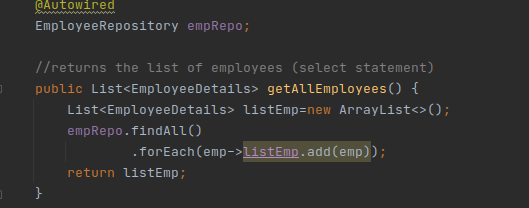 @Autowired
EmployeeRepository empRepo;
//returns the list of employees (select statement)
public List<EmployeeDetails> getAllEmployees() {
List<EmployeeDetails> listEmp=new ArrayList<>();
empRepo.findAll()
.forEach(emp->listEmp.add(emp));
return listEmp;
}